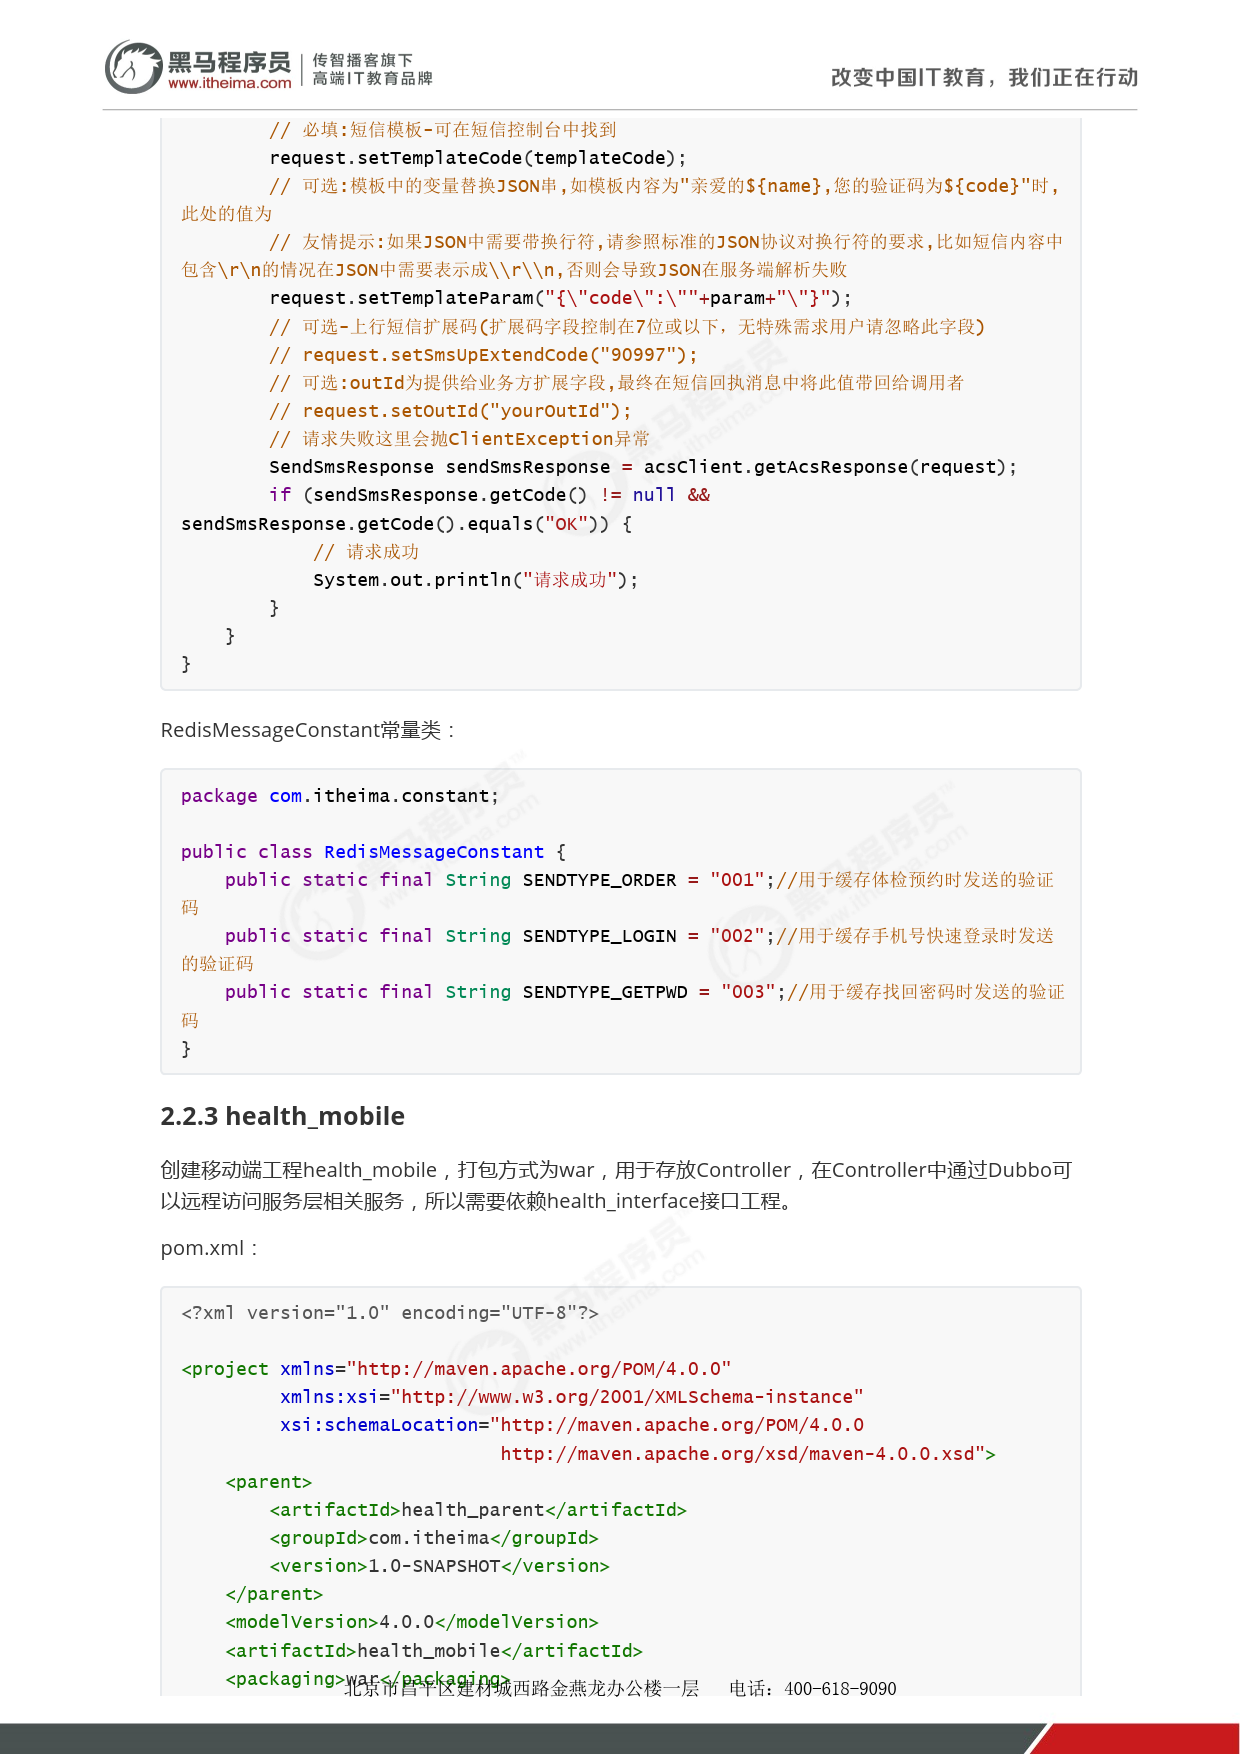 黑马程序员
www.itheima.com
传智播客旗下
高端IT教育品牌
改变中国IT教育，我们正在行动
// 必填:短信模板-可在短信控制台中找到
request.setTemplateCode(templateCode);
// 可选:模板中的变量替换JSON串,如模板内容为"亲爱的${name},您的验证码为${code}"时,
此处的值为
// 友情提示:如果JSON中需要带换行符,请参照标准的JSON协议对换行符的要求,比如短信内容中
包含\r\n的情况在JSON中需要表示成\\r\\n,否则会导致JSON在服务端解析失败
request.setTemplateParam("{\"code\":\""+param+"\"}");
// 可选-上行短信扩展码(扩展码字段控制在7位或以下，无特殊需求用户请忽略此字段)
// request.setSmsUpExtendCode("90997");
// 可选:outId为提供给业务方扩展字段,最终在短信回执消息中将此值带回给调用者
// request.setOutId("yourOutId");
// 请求失败这里会抛ClientException异常
SendSmsResponse sendSmsResponse = acsClient.getAcsResponse(request);
if (sendSmsResponse.getCode() != null &&
sendSmsResponse.getCode().equals("OK")) {
// 请求成功
System.out.println("请求成功");
}
}
}
RedisMessageConstant常量类：
package com.itheima.constant;
public class RedisMessageConstant {
public static final String SENDTYPE_ORDER = "001";//用于缓存体检预约时发送的验证
码
public static final String SENDTYPE_LOGIN = "002";//用于缓存手机号快速登录时发送
的验证码
public static final String SENDTYPE_GETPWD = "003";//用于缓存找回密码时发送的验证
码
}
2.2.3 health_mobile
创建移动端工程health_mobile，打包方式为war，用于存放Controller，在Controller中通过Dubbo可
以远程访问服务层相关服务，所以需要依赖health_interface接口工程。
pom.xml：
<?xml version="1.0" encoding="UTF-8"?>
<project xmlns="http://maven.apache.org/POM/4.0.0"
xmlns:xsi="http://www.w3.org/2001/XMLSchema-instance"
xsi:schemaLocation="http://maven.apache.org/POM/4.0.0
http://maven.apache.org/xsd/maven-4.0.0.xsd">
<parent>
<artifactId>health_parent</artifactId>
<groupId>com.itheima</groupId>
<version>1.0-SNAPSHOT</version>
</parent>
<modelVersion>4.0.0</modelVersion>
<artifactId>health_mobile</artifactId>
<packaging>war</packaging>
北京市昌平区建材城西路金燕龙办公楼一层 电话：400-618-9090